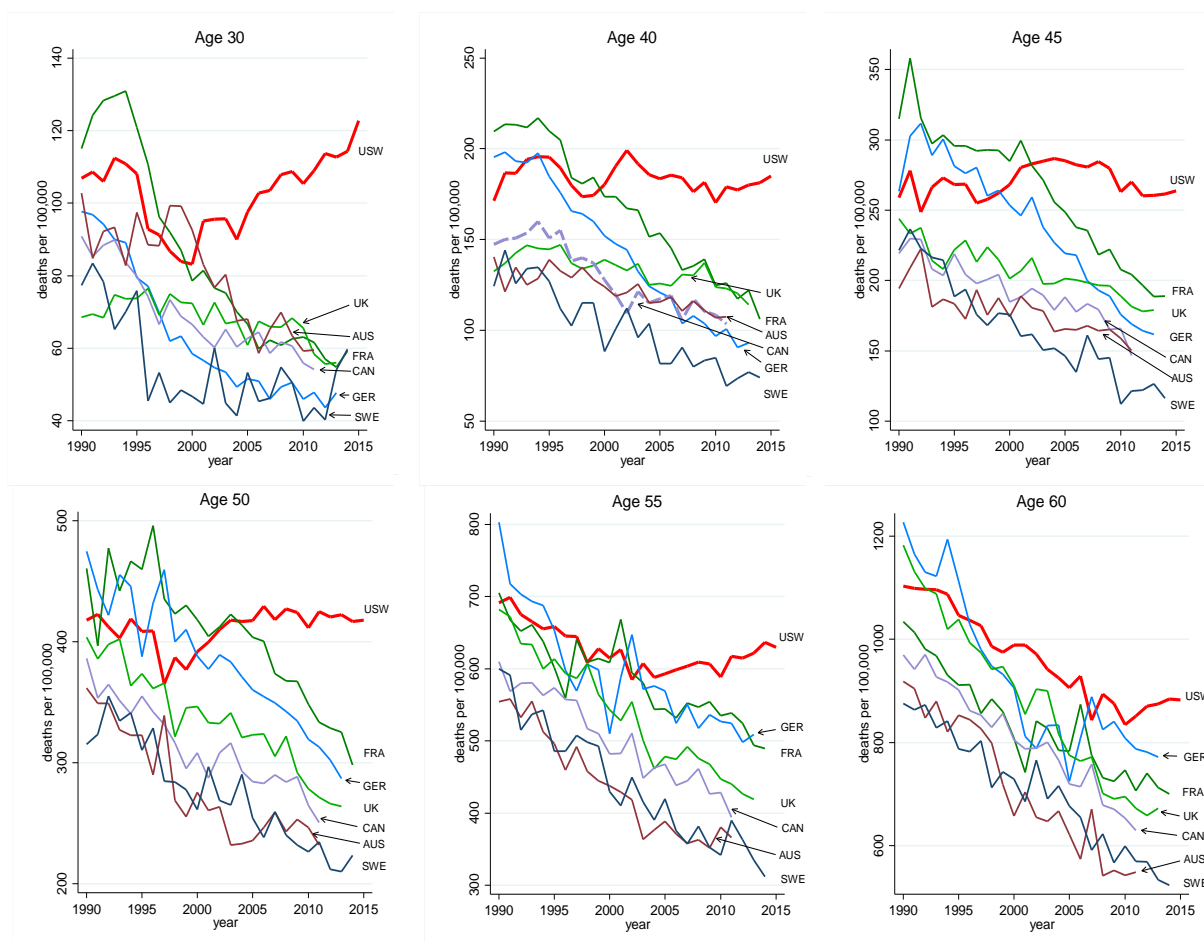 Age 30
deaths per 100,000
140
120
100
80
60
40
USW
UK
AUS
FRA
CAN
GER
SWE
1990 1995 2000 2005 2010 2015
year
Age 40
deaths per 100,000
250
200
150
100
50
USW
UK
FRA
AUS
CAN
GER
SWE
1990 1995 2000 2005 2010 2015
year
Age 45
deaths per 100,000
350
300
250
200
150
100
USW
FRA
UK
GER
CAN
AUS
SWE
1990 1995 2000 2005 2010 2015
year
Age 50
deaths per 100,000
500
400
300
200
USW
FRA
GER
UK
CAN
AUS
SWE
1990 1995 2000 2005 2010 2015
year
Age 55
deaths per 100,000
800
700
600
500
400
300
USW
GER
FRA
UK
CAN
AUS
SWE
1990 1995 2000 2005 2010 2015
year
Age 60
deaths per 100,000
1200
1000
800
600
USW
GER
FRA
UK
CAN
AUS
SWE
1990 1995 2000 2005 2010 2015
year